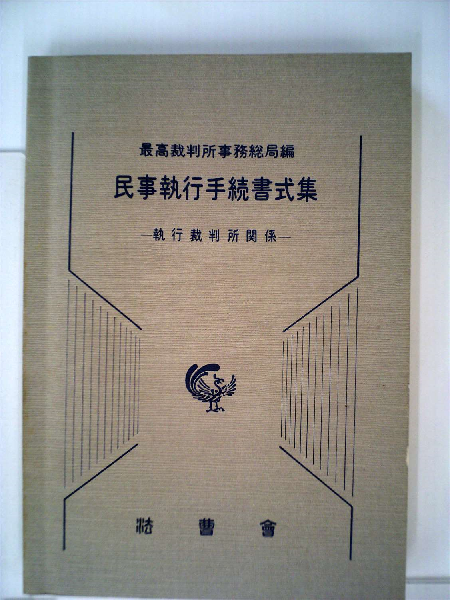 最高裁判所事務総局編
民事執行手続書式集
―執行裁判所関係―
法曹會